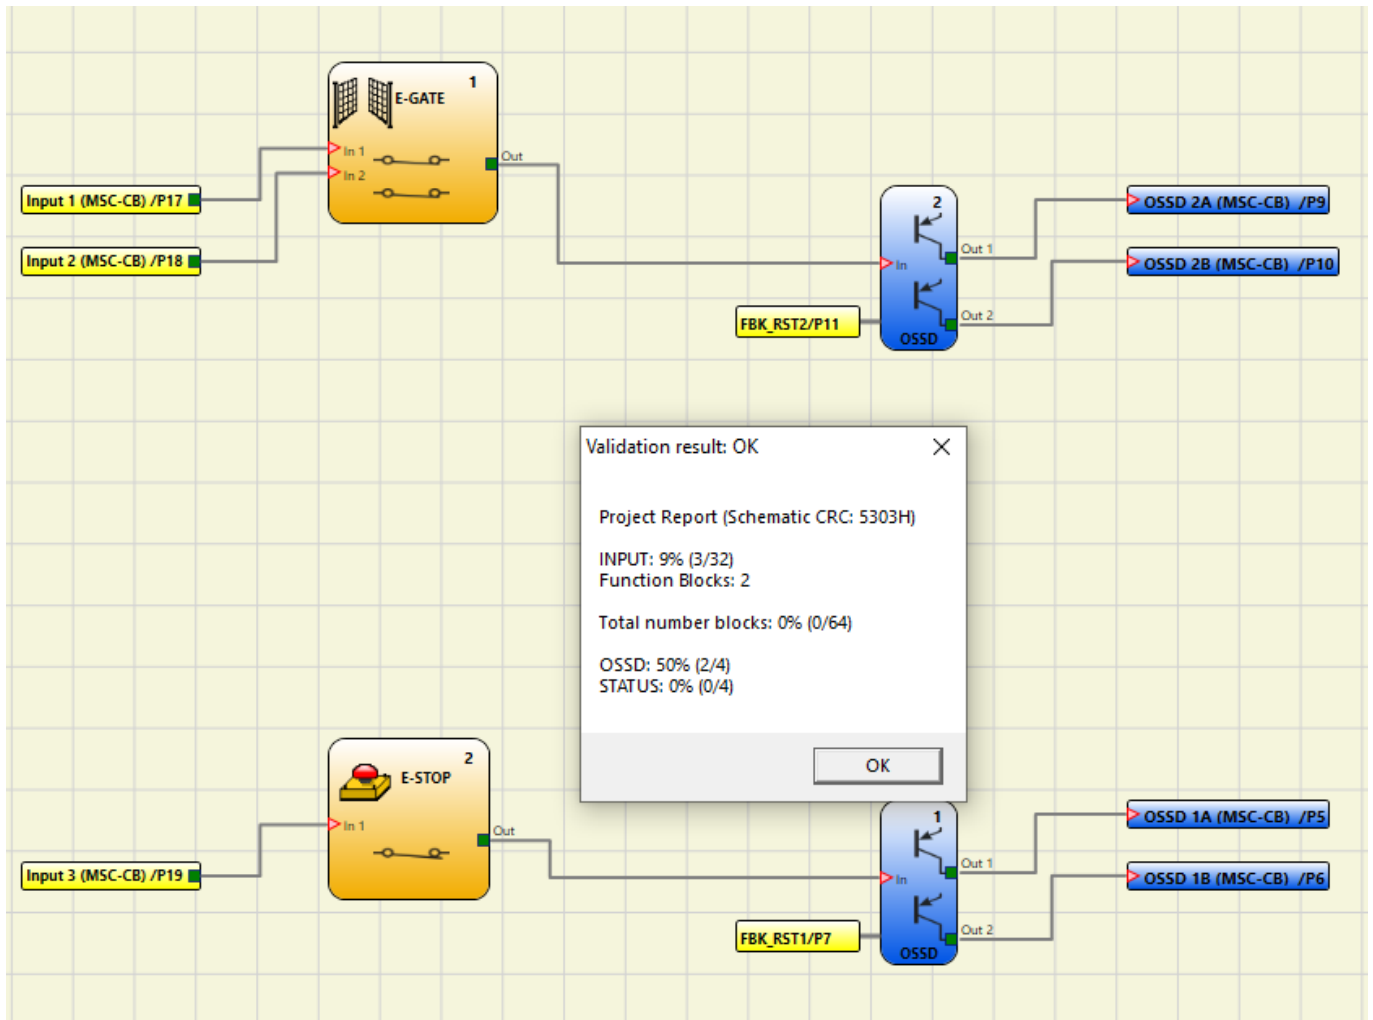 1
E-GATE
In 1
In 2
Out
Input 1 (MSC-CB) /P17
Input 2 (MSC-CB) /P18
2
Out 1
In
Out 2
OSSD
FBK_RST2/P11
OSSD 2A (MSC-CB) /P9
OSSD 2B (MSC-CB) /P10
Validation result: OK
Project Report (Schematic CRC: 5303H)
INPUT: 9% (3/32)
Function Blocks: 2
Total number blocks: 0% (0/64)
OSSD: 50% (2/4)
STATUS: 0% (0/4)
OK
2
E-STOP
In 1
Out
Input 3 (MSC-CB) /P19
1
Out 1
In
Out 2
OSSD
FBK_RST1/P7
OSSD 1A (MSC-CB) /P5
OSSD 1B (MSC-CB) /P6